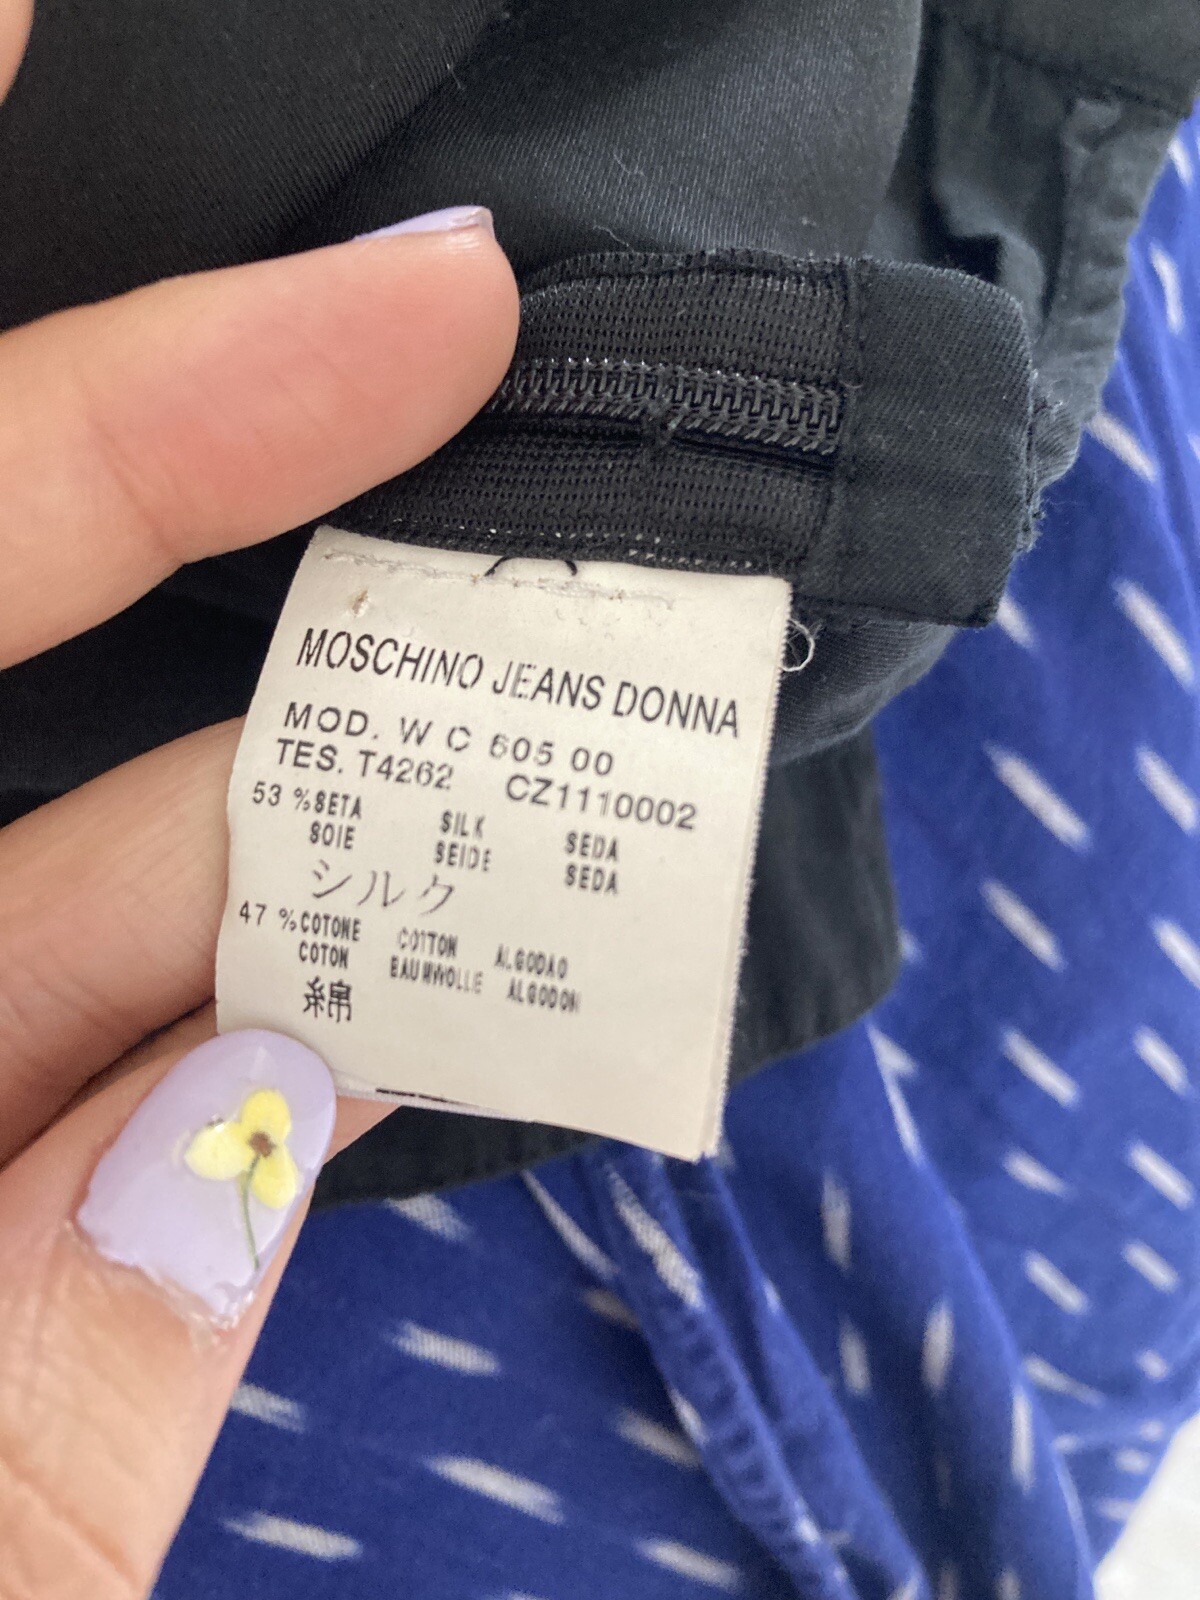 MOSCHINO JEANS DONNA
MOD. W C 605 00
TES. T4262 CZ1110002
53 %SETA SILK SEDA
SOIE SEIDE SEDA
シルク
47 %COTONE COTTON ALGODAO
COTON BAUMWOLLE ALGODON
綿